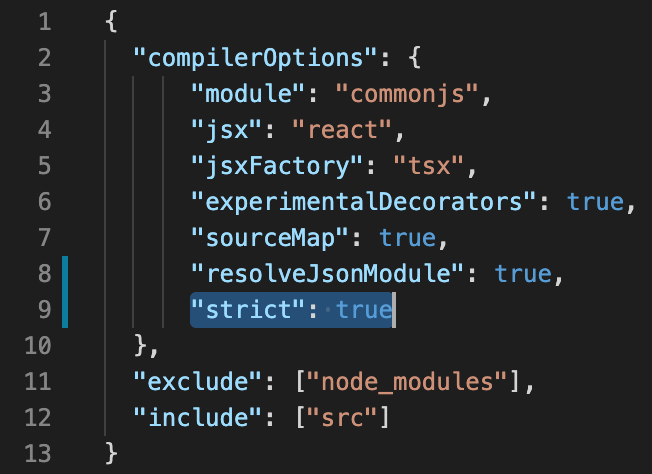 1 {
2   "compilerOptions": {
3       "module": "commonjs",
4       "jsx": "react",
5       "jsxFactory": "tsx",
6       "experimentalDecorators": true,
7       "sourceMap": true,
8       "resolveJsonModule": true,
9       "strict": true
10   },
11   "exclude": ["node_modules"],
12   "include": ["src"]
13 }